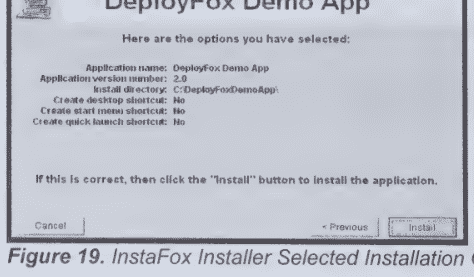 DeployFox Demo App
Here are the options you have selected:
Application name: DeployFox Demo App
Application version number: 2.0
Install directory: C:\DeployFoxDemoApp\
Create desktop shortcut: No
Create start menu shortcut: No
Create quick launch shortcut: No
If this is correct, then click the "Install" button to install the application.
Cancel
< Previous
Install
Figure 19. InstaFox Installer Selected Installation